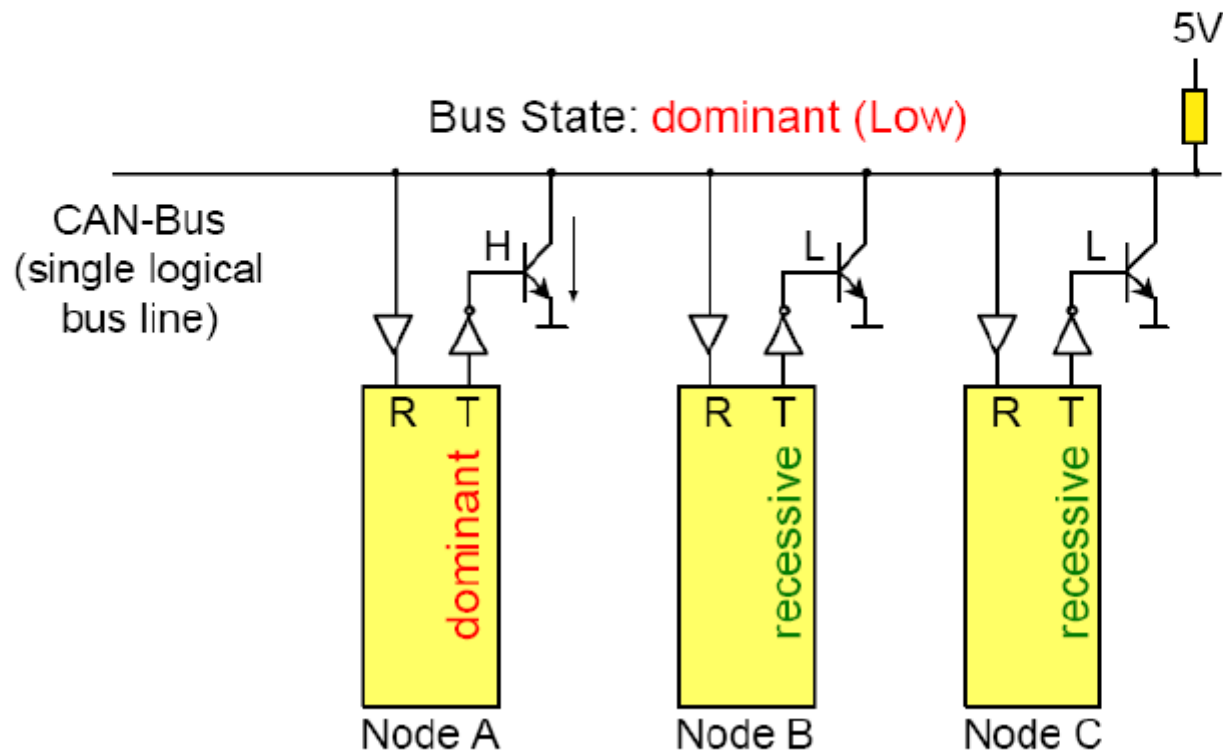 5V
Bus State: dominant (Low)
CAN-Bus
(single logical
bus line)
H
L
L
R T
R T
R T
dominant
recessive
recessive
Node A
Node B
Node C